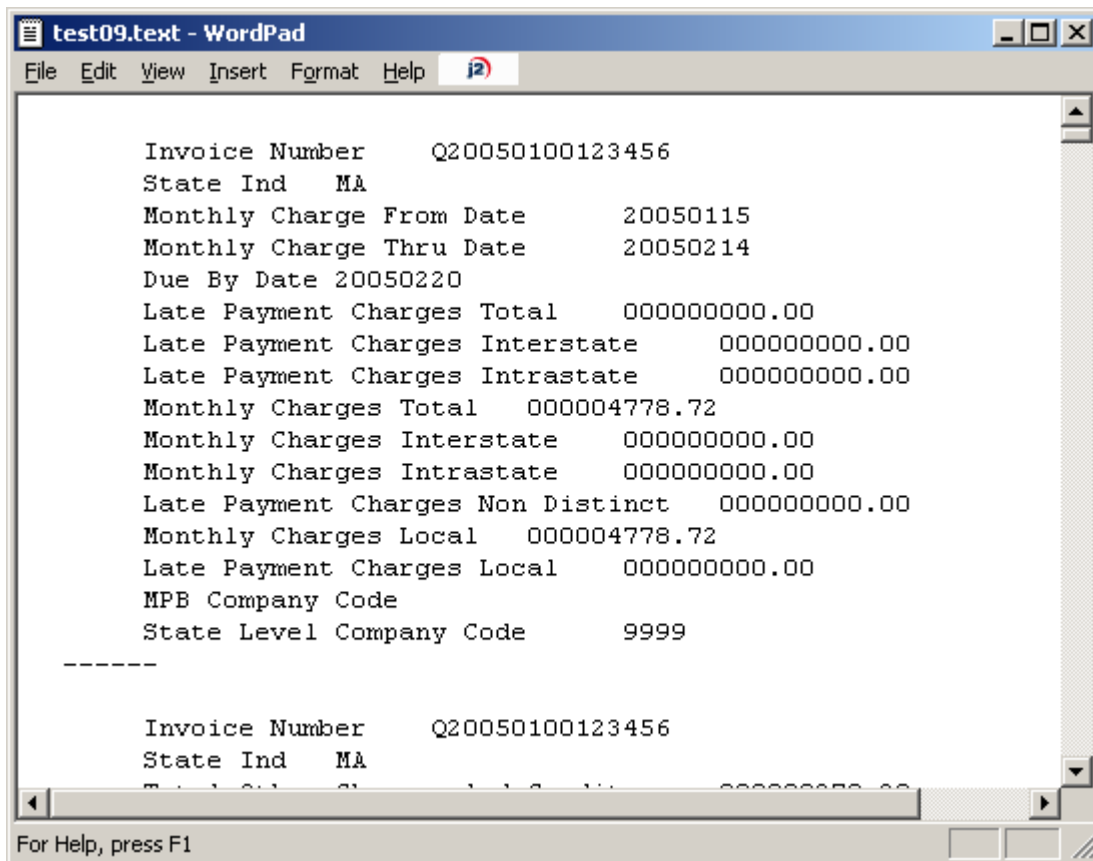 test09.text - WordPad
File Edit View Insert Format Help j2
Invoice Number Q20050100123456
State Ind MA
Monthly Charge From Date 20050115
Monthly Charge Thru Date 20050214
Due By Date 20050220
Late Payment Charges Total 000000000.00
Late Payment Charges Interstate 000000000.00
Late Payment Charges Intrastate 000000000.00
Monthly Charges Total 000004778.72
Monthly Charges Interstate 000000000.00
Monthly Charges Intrastate 000000000.00
Late Payment Charges Non Distinct 000000000.00
Monthly Charges Local 000004778.72
Late Payment Charges Local 000000000.00
MPB Company Code
State Level Company Code 9999
------
Invoice Number Q20050100123456
State Ind MA
For Help, press F1